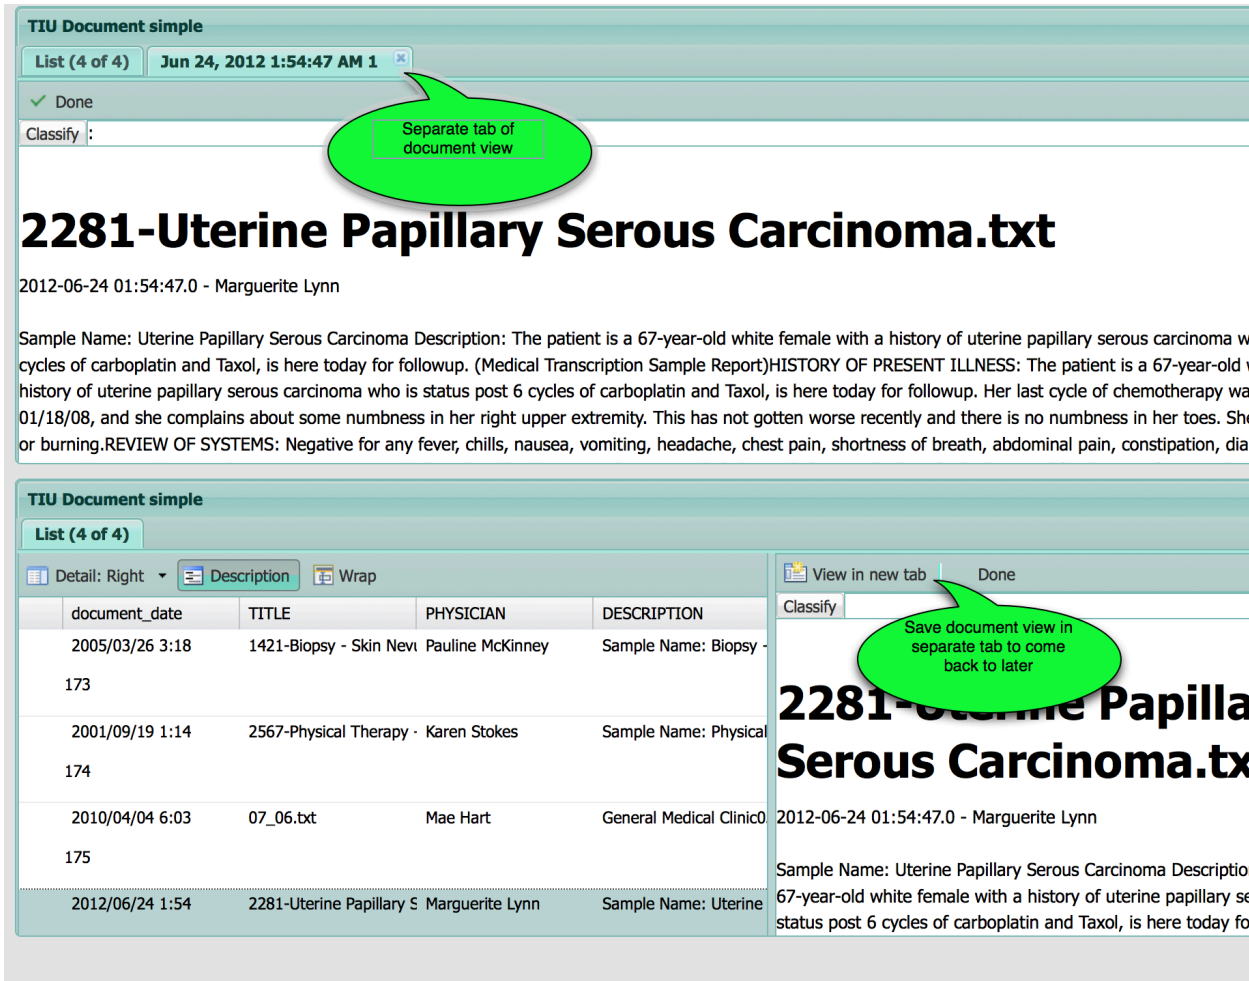 TIU Document simple
List (4 of 4) Jun 24, 2012 1:54:47 AM 1
Done
Separate tab of
document view
Classify :
2281-Uterine Papillary Serous Carcinoma.txt
2012-06-24 01:54:47.0 - Marguerite Lynn
Sample Name: Uterine Papillary Serous Carcinoma Description: The patient is a 67-year-old white female with a history of uterine papillary serous carcinoma w
cycles of carboplatin and Taxol, is here today for followup. (Medical Transcription Sample Report)HISTORY OF PRESENT ILLNESS: The patient is a 67-year-old
history of uterine papillary serous carcinoma who is status post 6 cycles of carboplatin and Taxol, is here today for followup. Her last cycle of chemotherapy wa
01/18/08, and she complains about some numbness in her right upper extremity. This has not gotten worse recently and there is no numbness in her toes. She
or burning.REVIEW OF SYSTEMS: Negative for any fever, chills, nausea, vomiting, headache, chest pain, shortness of breath, abdominal pain, constipation, dia
TIU Document simple
List (4 of 4)
Detail: Right Description Wrap
document_date TITLE PHYSICIAN DESCRIPTION
2005/03/26 3:18 1421-Biopsy - Skin Nevu Pauline McKinney Sample Name: Biopsy -
173
2001/09/19 1:14 2567-Physical Therapy - Karen Stokes Sample Name: Physical
174
2010/04/04 6:03 07_06.txt Mae Hart General Medical Clinic0
175
2012/06/24 1:54 2281-Uterine Papillary S Marguerite Lynn Sample Name: Uterine
View in new tab Done
Classify
Save document view in
separate tab to come
back to later
2281-Uterine Papilla
Serous Carcinoma.tx
2012-06-24 01:54:47.0 - Marguerite Lynn
Sample Name: Uterine Papillary Serous Carcinoma Description
67-year-old white female with a history of uterine papillary se
status post 6 cycles of carboplatin and Taxol, is here today fo